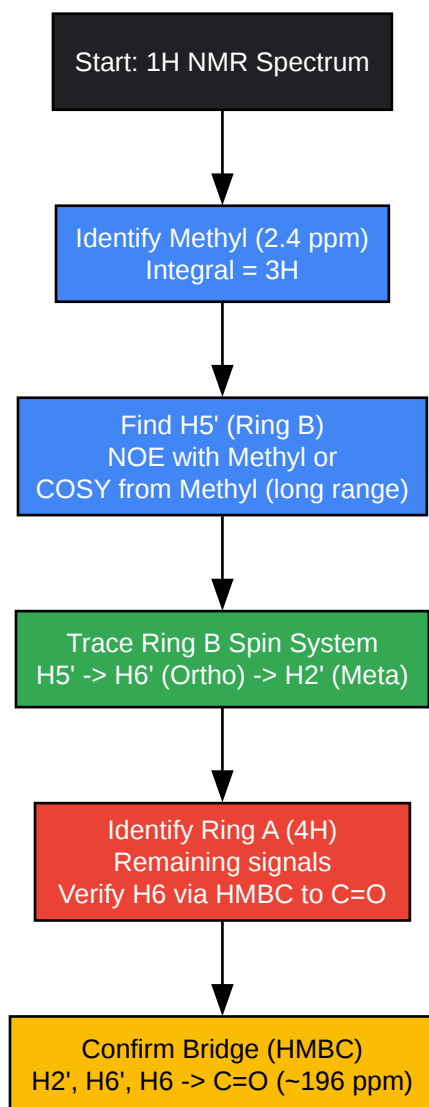 Start: 1H NMR Spectrum
Identify Methyl (2.4 ppm)
Integral = 3H
Find H5' (Ring B)
NOE with Methyl or
COSY from Methyl (long range)
Trace Ring B Spin System
H5' -> H6' (Ortho) -> H2' (Meta)
Identify Ring A (4H)
Remaining signals
Verify H6 via HMBC to C=O
Confirm Bridge (HMBC)
H2', H6', H6 -> C=O (~196 ppm)